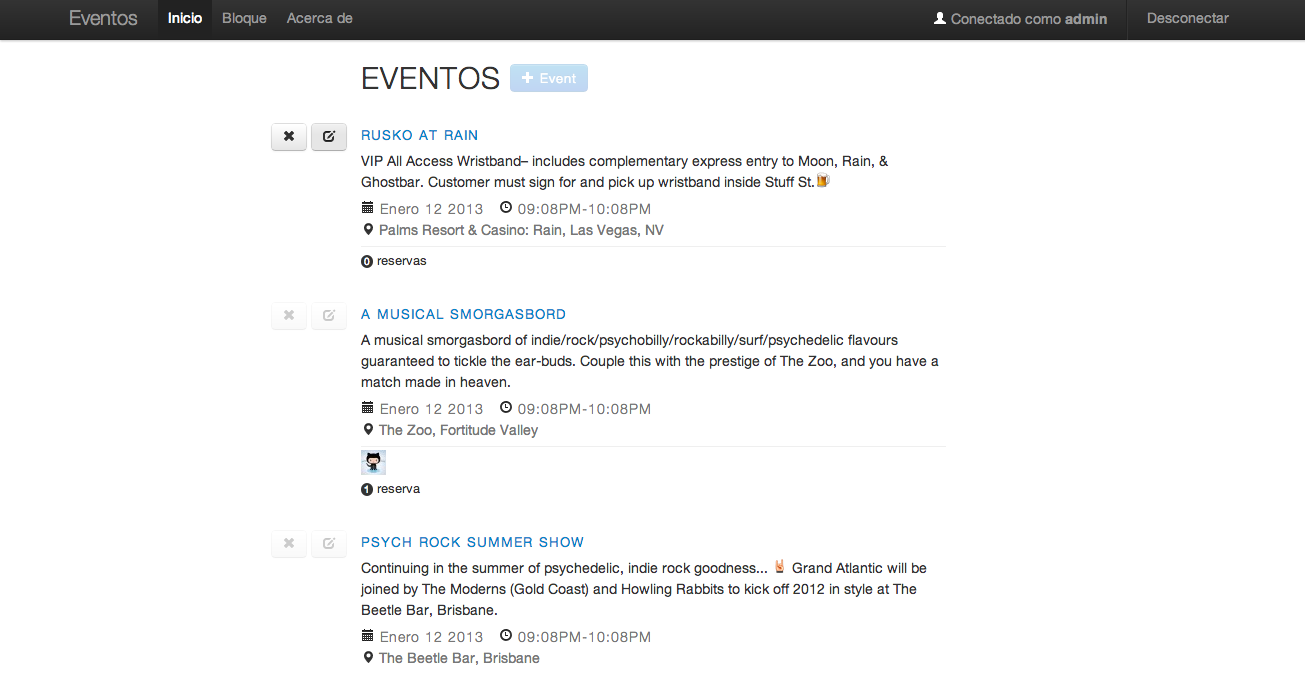 Eventos Inicio Bloque Acerca de Conectado como admin Desconectar
EVENTOS + Event
RUSKO AT RAIN
VIP All Access Wristband– includes complementary express entry to Moon, Rain, &
Ghostbar. Customer must sign for and pick up wristband inside Stuff St.🍺
Enero 12 2013 09:08PM-10:08PM
Palms Resort & Casino: Rain, Las Vegas, NV
0 reservas
A MUSICAL SMORGASBORD
A musical smorgasbord of indie/rock/psychobilly/rockabilly/surf/psychedelic flavours
guaranteed to tickle the ear-buds. Couple this with the prestige of The Zoo, and you have a
match made in heaven.
Enero 12 2013 09:08PM-10:08PM
The Zoo, Fortitude Valley
1 reserva
PSYCH ROCK SUMMER SHOW
Continuing in the summer of psychedelic, indie rock goodness... 🤘 Grand Atlantic will be
joined by The Moderns (Gold Coast) and Howling Rabbits to kick off 2012 in style at The
Beetle Bar, Brisbane.
Enero 12 2013 09:08PM-10:08PM
The Beetle Bar, Brisbane